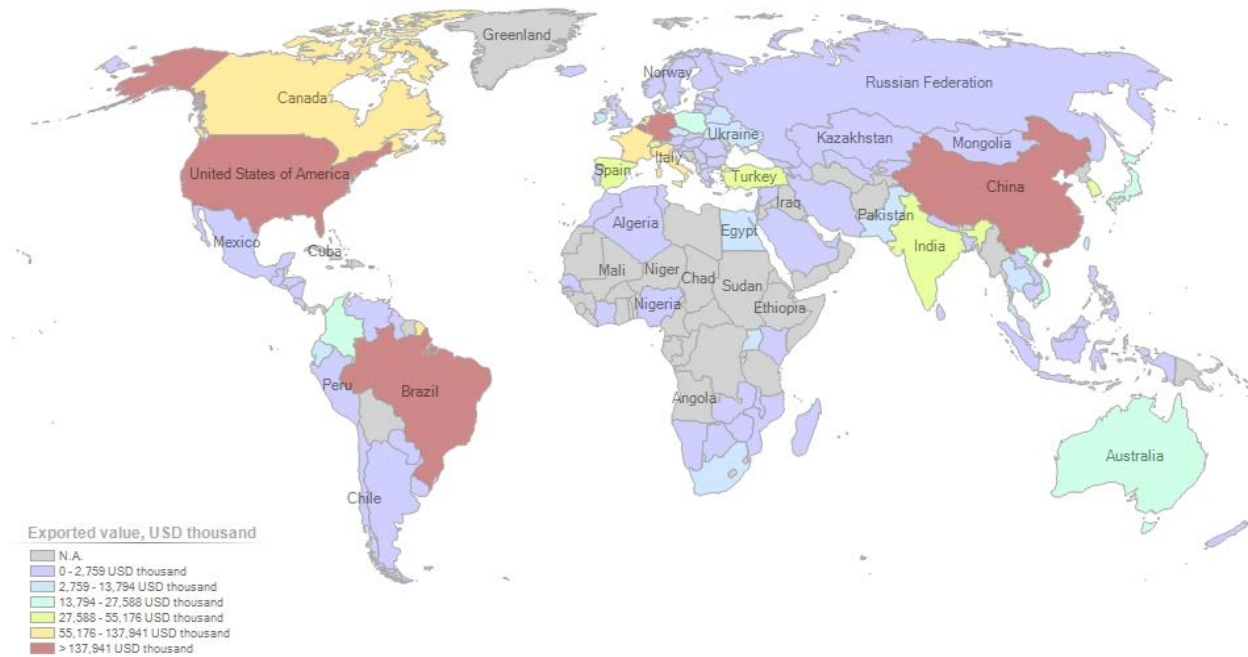 Greenland
Norway
Russian Federation
Canada
Ukraine
Kazakhstan
Mongolia
Italy
United States of America
Spain
Turkey
China
Iraq
Pakistan
Algeria
Egypt
Mexico
Cuba
India
Mali
Niger
Chad
Sudan
Nigeria
Ethiopia
Peru
Brazil
Angola
Australia
Chile
Exported value, USD thousand
N.A.
0 - 2,759 USD thousand
2,759 - 13,794 USD thousand
13,794 - 27,588 USD thousand
27,588 - 55,176 USD thousand
55,176 - 137,941 USD thousand
> 137,941 USD thousand